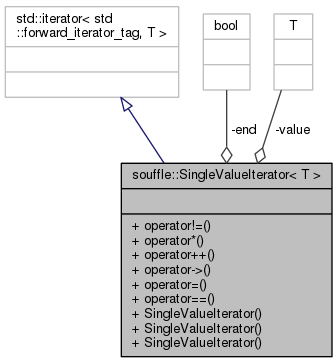 std::iterator< std
::forward_iterator_tag, T >
bool
T
-end
-value
souffle::SingleValueIterator< T >
+ operator!=()
+ operator*()
+ operator++()
+ operator->()
+ operator=()
+ operator==()
+ SingleValueIterator()
+ SingleValueIterator()
+ SingleValueIterator()